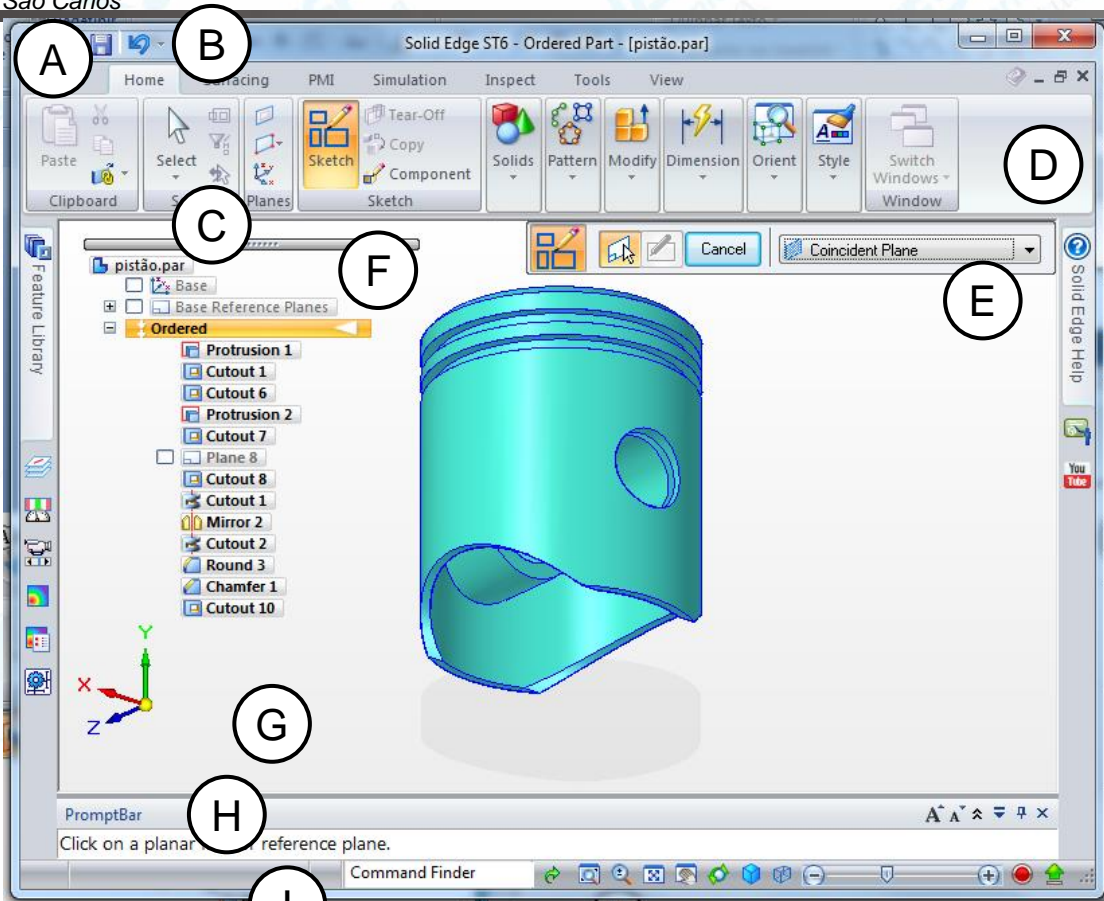 São Carlos
A
B
Solid Edge ST6 - Ordered Part - [pistão.par]
Home
PMI
Simulation
Inspect
Tools
View
Paste
Select
Sketch
Tear-Off
Copy
Component
Solids
Pattern
Modify
Dimension
Orient
Style
Switch Windows
D
Clipboard
C
Planes
Sketch
Window
Feature Library
F
Cancel
Coincident Plane
E
Solid Edge Help
pistão.par
Base
Base Reference Planes
Ordered
Protrusion 1
Cutout 1
Cutout 6
Protrusion 2
Cutout 7
Plane 8
Cutout 8
Cutout 1
Mirror 2
Cutout 2
Round 3
Chamfer 1
Cutout 10
You Tube
Y
X
Z
G
PromptBar
H
A A
Click on a planar reference plane.
Command Finder